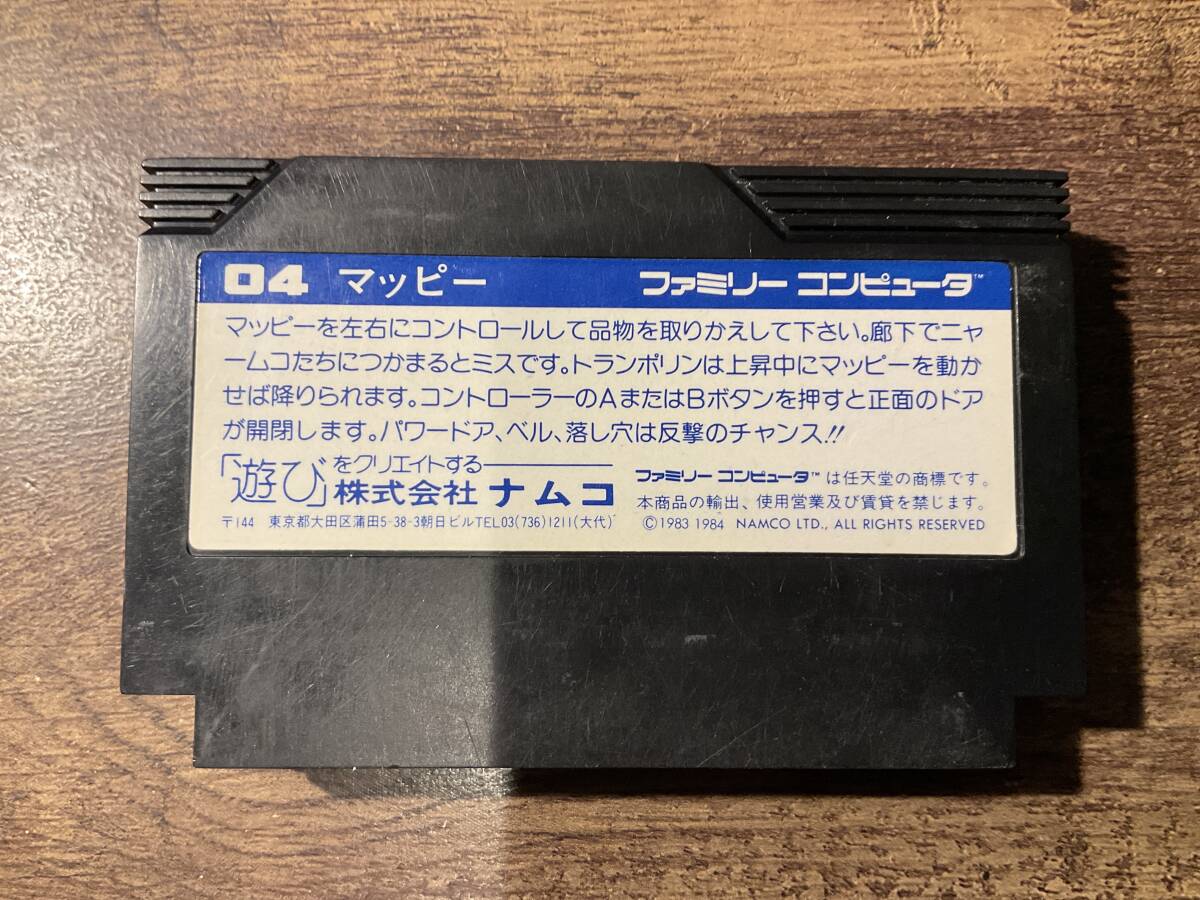 04 マッピー ファミリー コンピュータ™
マッピーを左右にコントロールして品物を取りかえして下さい。廊下でニャ
ームコたちにつかまるとミスです。トランポリンは上昇中にマッピーを動か
せば降りられます。コントローラーのAまたはBボタンを押すと正面のドア
が開閉します。パワードア、ベル、落し穴は反撃のチャンス!!
「遊び」をクリエイトする
株式会社 ナムコ
〒144 東京都大田区蒲田5-38-3朝日ビルTEL03(736)1211(大代)
ファミリー コンピュータ™ は任天堂の商標です。
本商品の輸出、使用営業及び賃貸を禁じます。
©1983 1984 NAMCO LTD., ALL RIGHTS RESERVED